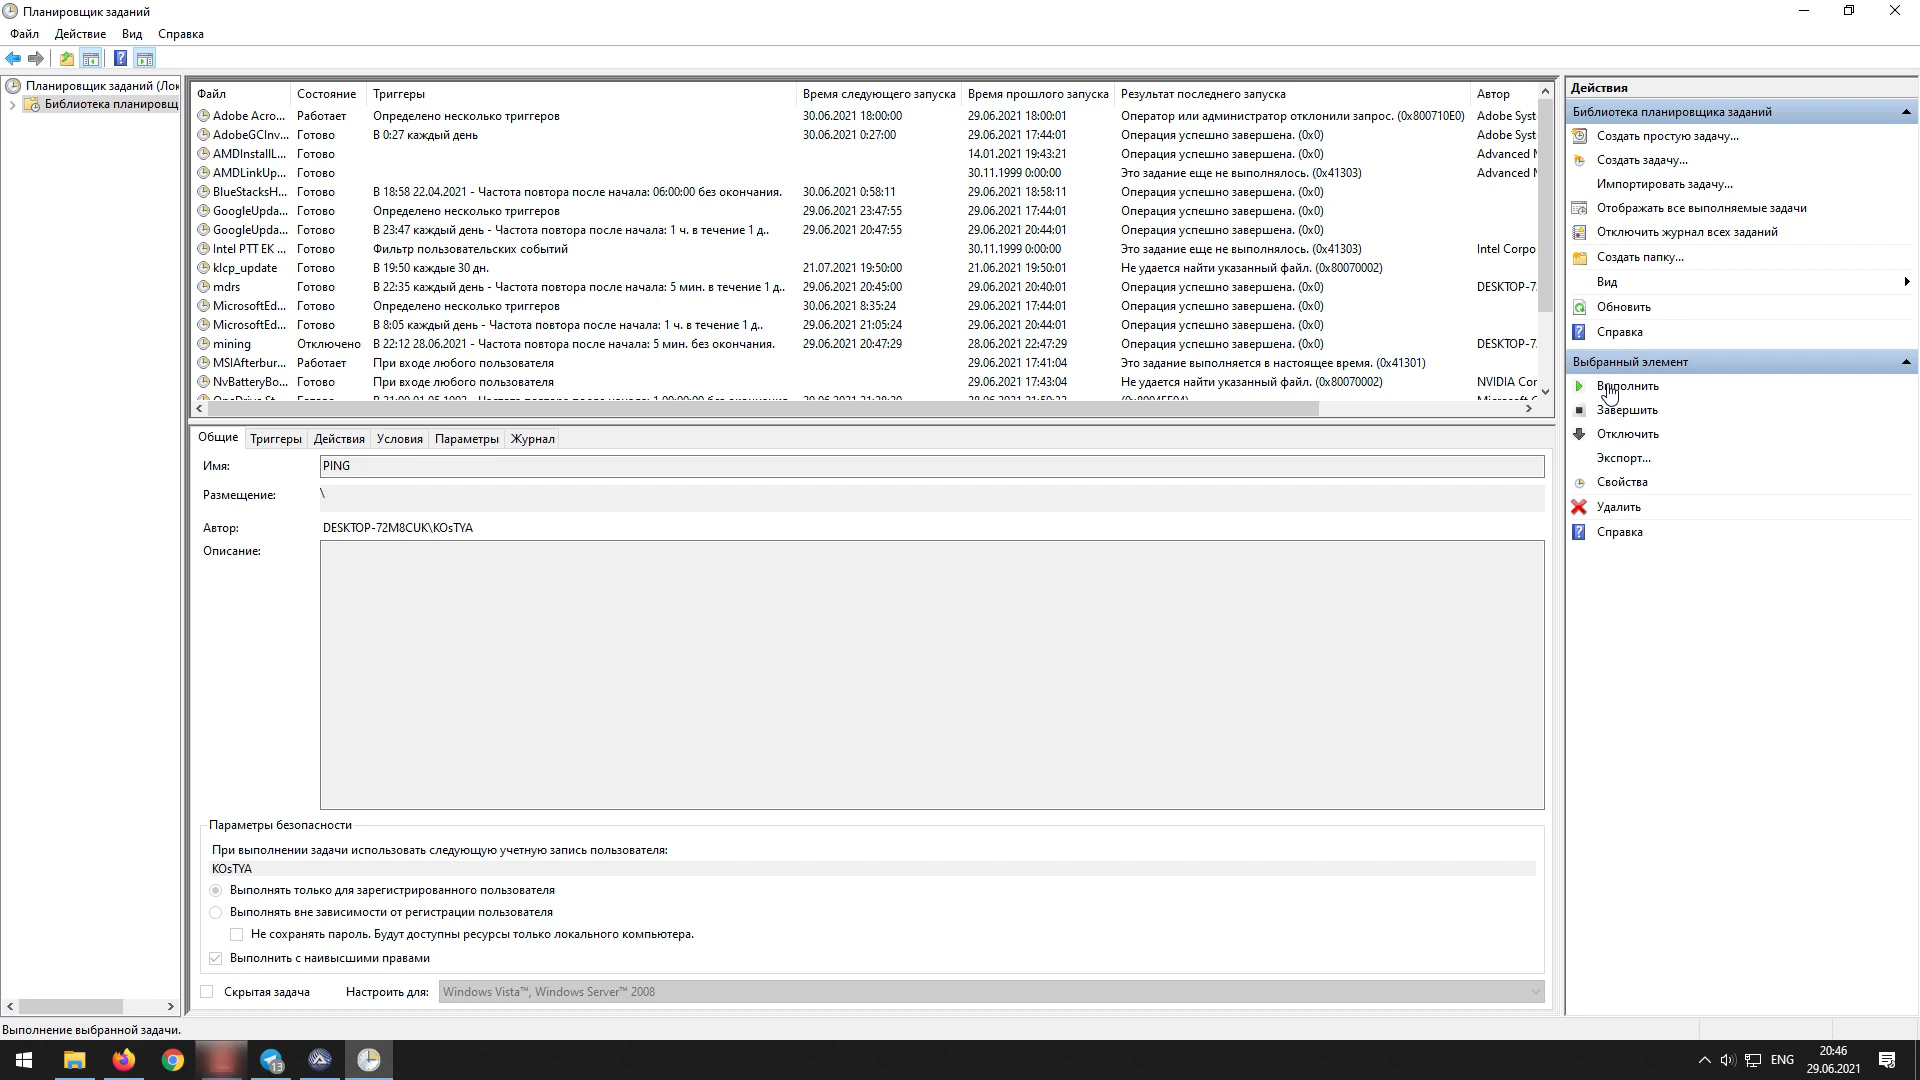 Планировщик заданий
Файл Действие Вид Справка
Планировщик заданий (Лок
Библиотека планировщ
Файл Состояние Триггеры Время следующего запуска Время прошлого запуска Результат последнего запуска Автор
Adobe Acro... Работает Определено несколько триггеров 30.06.2021 18:00:00 29.06.2021 18:00:01 Оператор или администратор отклонили запрос. (0x800710E0) Adobe Syst
AdobeGCInv... Готово В 0:27 каждый день 30.06.2021 0:27:00 29.06.2021 17:44:01 Операция успешно завершена. (0x0) Adobe Syst
AMDInstallL... Готово 14.01.2021 19:43:21 Операция успешно завершена. (0x0) Advanced
AMDLinkUp... Готово 30.11.1999 0:00:00 Это задание еще не выполнялось. (0x41303) Advanced
BlueStacksH... Готово В 18:58 22.04.2021 - Частота повтора после начала: 06:00:00 без окончания. 30.06.2021 0:58:11 29.06.2021 18:58:11 Операция успешно завершена. (0x0)
GoogleUpda... Готово Определено несколько триггеров 29.06.2021 23:47:55 29.06.2021 17:44:01 Операция успешно завершена. (0x0)
GoogleUpda... Готово В 23:47 каждый день - Частота повтора после начала: 1 ч. в течение 1 д.. 29.06.2021 20:47:55 29.06.2021 20:44:01 Операция успешно завершена. (0x0)
Intel PTT EK ... Готово Фильтр пользовательских событий 30.11.1999 0:00:00 Это задание еще не выполнялось. (0x41303) Intel Corpo
klcp_update Готово В 19:50 каждые 30 дн. 21.07.2021 19:50:00 21.06.2021 19:50:01 Не удается найти указанный файл. (0x80070002)
mdrs Готово В 22:35 каждый день - Частота повтора после начала: 5 мин. в течение 1 д.. 29.06.2021 20:45:00 29.06.2021 20:40:01 Операция успешно завершена. (0x0) DESKTOP-7
MicrosoftEd... Готово Определено несколько триггеров 30.06.2021 8:35:24 29.06.2021 17:44:01 Операция успешно завершена. (0x0)
MicrosoftEd... Готово В 8:05 каждый день - Частота повтора после начала: 1 ч. в течение 1 д.. 29.06.2021 21:05:24 29.06.2021 20:44:01 Операция успешно завершена. (0x0)
mining Отключено В 22:12 28.06.2021 - Частота повтора после начала: 5 мин. без окончания. 29.06.2021 20:47:29 28.06.2021 22:47:29 Операция успешно завершена. (0x0) DESKTOP-7
MSIAfterbur... Работает При входе любого пользователя 29.06.2021 17:41:04 Это задание выполняется в настоящее время. (0x41301)
NvBatteryBo... Готово При входе любого пользователя 29.06.2021 17:43:04 Не удается найти указанный файл. (0x80070002) NVIDIA Cor
Общие Триггеры Действия Условия Параметры Журнал
Имя: PING
Размещение: \
Автор: DESKTOP-72M8CUK\KOsTYA
Описание:
Параметры безопасности
При выполнении задачи использовать следующую учетную запись пользователя:
KOsTYA
Выполнять только для зарегистрированного пользователя
Выполнять вне зависимости от регистрации пользователя
Не сохранять пароль. Будут доступны ресурсы только локального компьютера.
Выполнить с наивысшими правами
Скрытая задача Настроить для: Windows Vista™, Windows Server™ 2008
Действия
Библиотека планировщика заданий
Создать простую задачу...
Создать задачу...
Импортировать задачу...
Отображать все выполняемые задачи
Отключить журнал всех заданий
Создать папку...
Вид
Обновить
Справка
Выбранный элемент
Выполнить
Завершить
Отключить
Экспорт...
Свойства
Удалить
Справка
Выполнение выбранной задачи.
13
ENG
20:46
29.06.2021